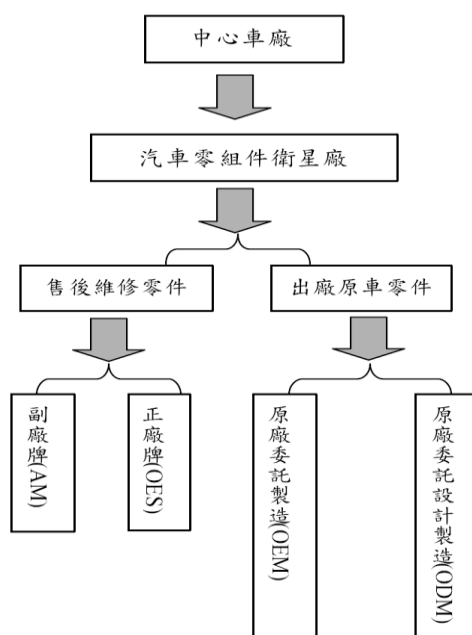 中心車廠
汽車零組件衛星廠
售後維修零件
出廠原車零件
副廠牌(AM)
正廠牌(OES)
原廠委託製造(OEM)
原廠委託設計製造(ODM)